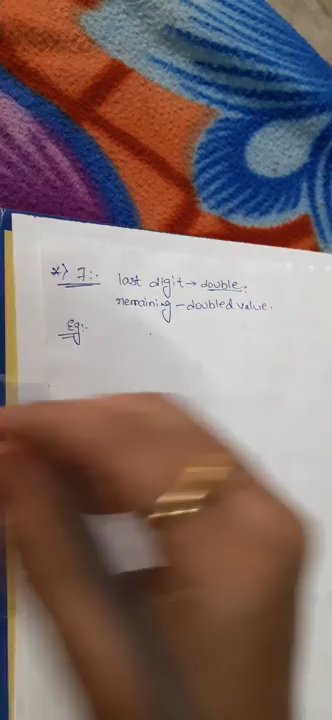 *) 7:-  last digit → double.
remaining - doubled value.
Eg:-